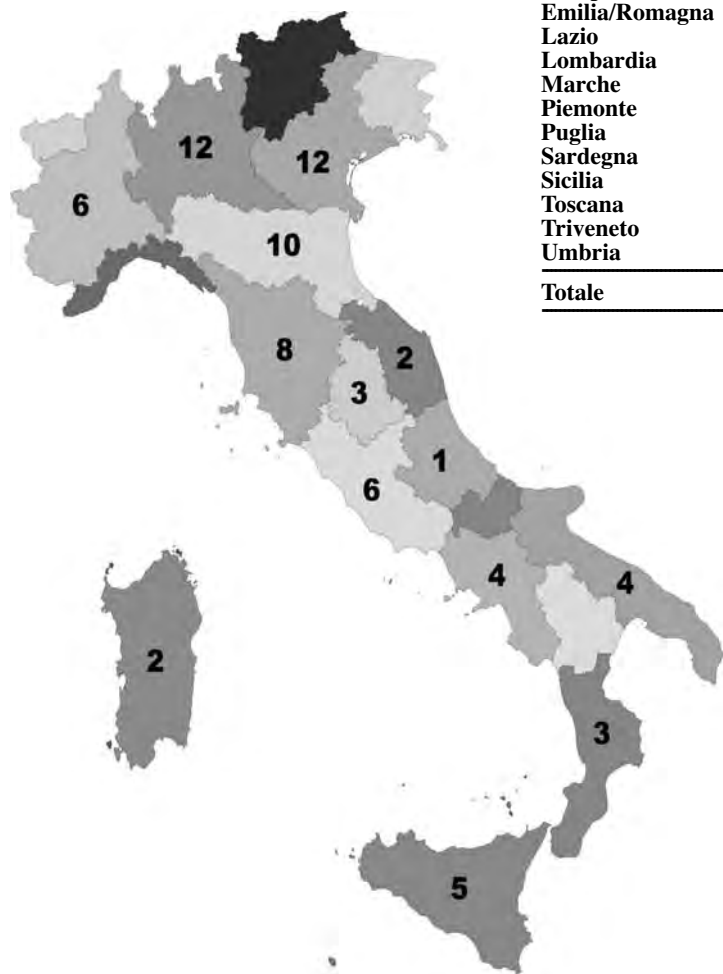 Emilia/Romagna
Lazio
Lombardia
Marche
Piemonte
Puglia
Sardegna
Sicilia
Toscana
Triveneto
Umbria
Totale
12
12
6
10
8
2
3
1
6
4
4
2
3
5